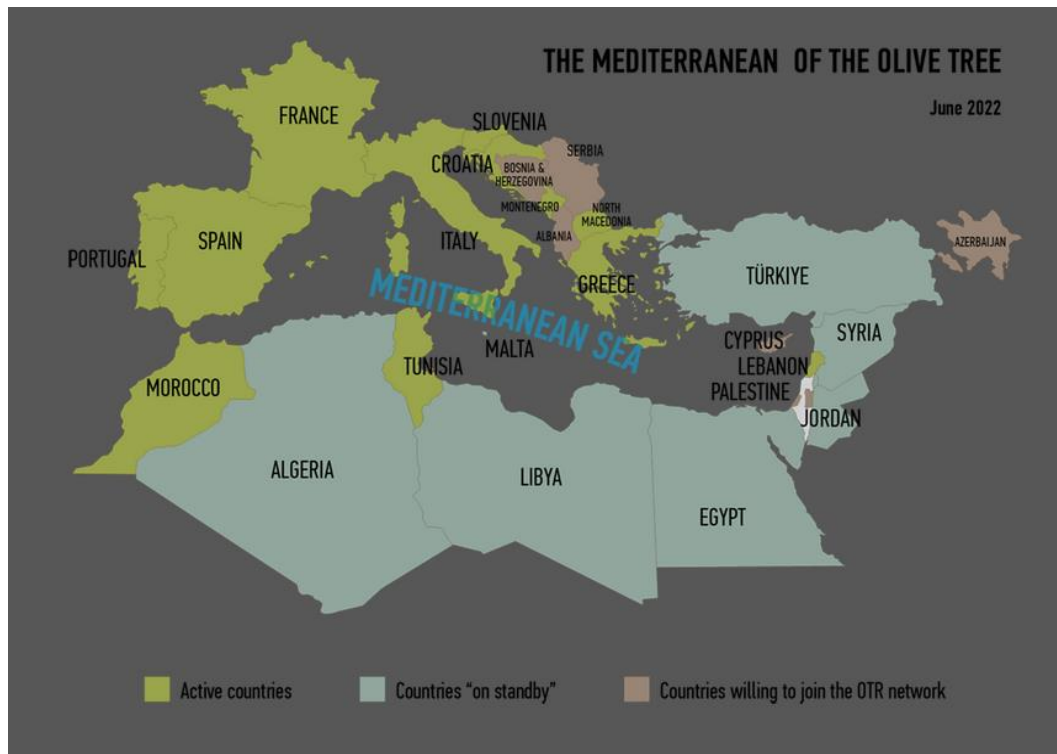 THE MEDITERRANEAN OF THE OLIVE TREE
June 2022
FRANCE
SLOVENIA
CROATIA
SERBIA
BOSNIA &
HERZEGOVINA
MONTENEGRO
NORTH
MACEDONIA
ALBANIA
ITALY
PORTUGAL
SPAIN
GREECE
TÜRKIYE
AZERBAIJAN
MEDITERRANEAN SEA
MALTA
CYPRUS
SYRIA
LEBANON
PALESTINE
JORDAN
MOROCCO
TUNISIA
ALGERIA
LIBYA
EGYPT
Active countries
Countries “on standby”
Countries willing to join the OTR network